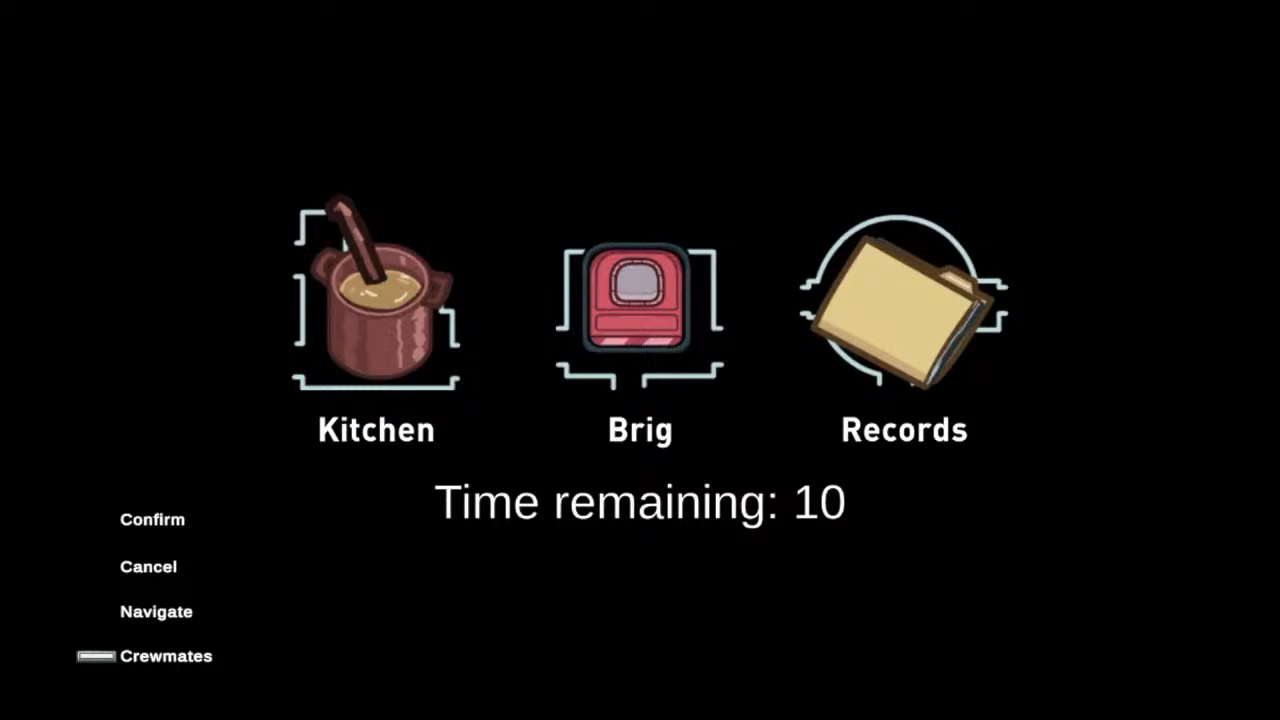 Kitchen
Brig
Records
Time remaining: 10
Confirm
Cancel
Navigate
Crewmates